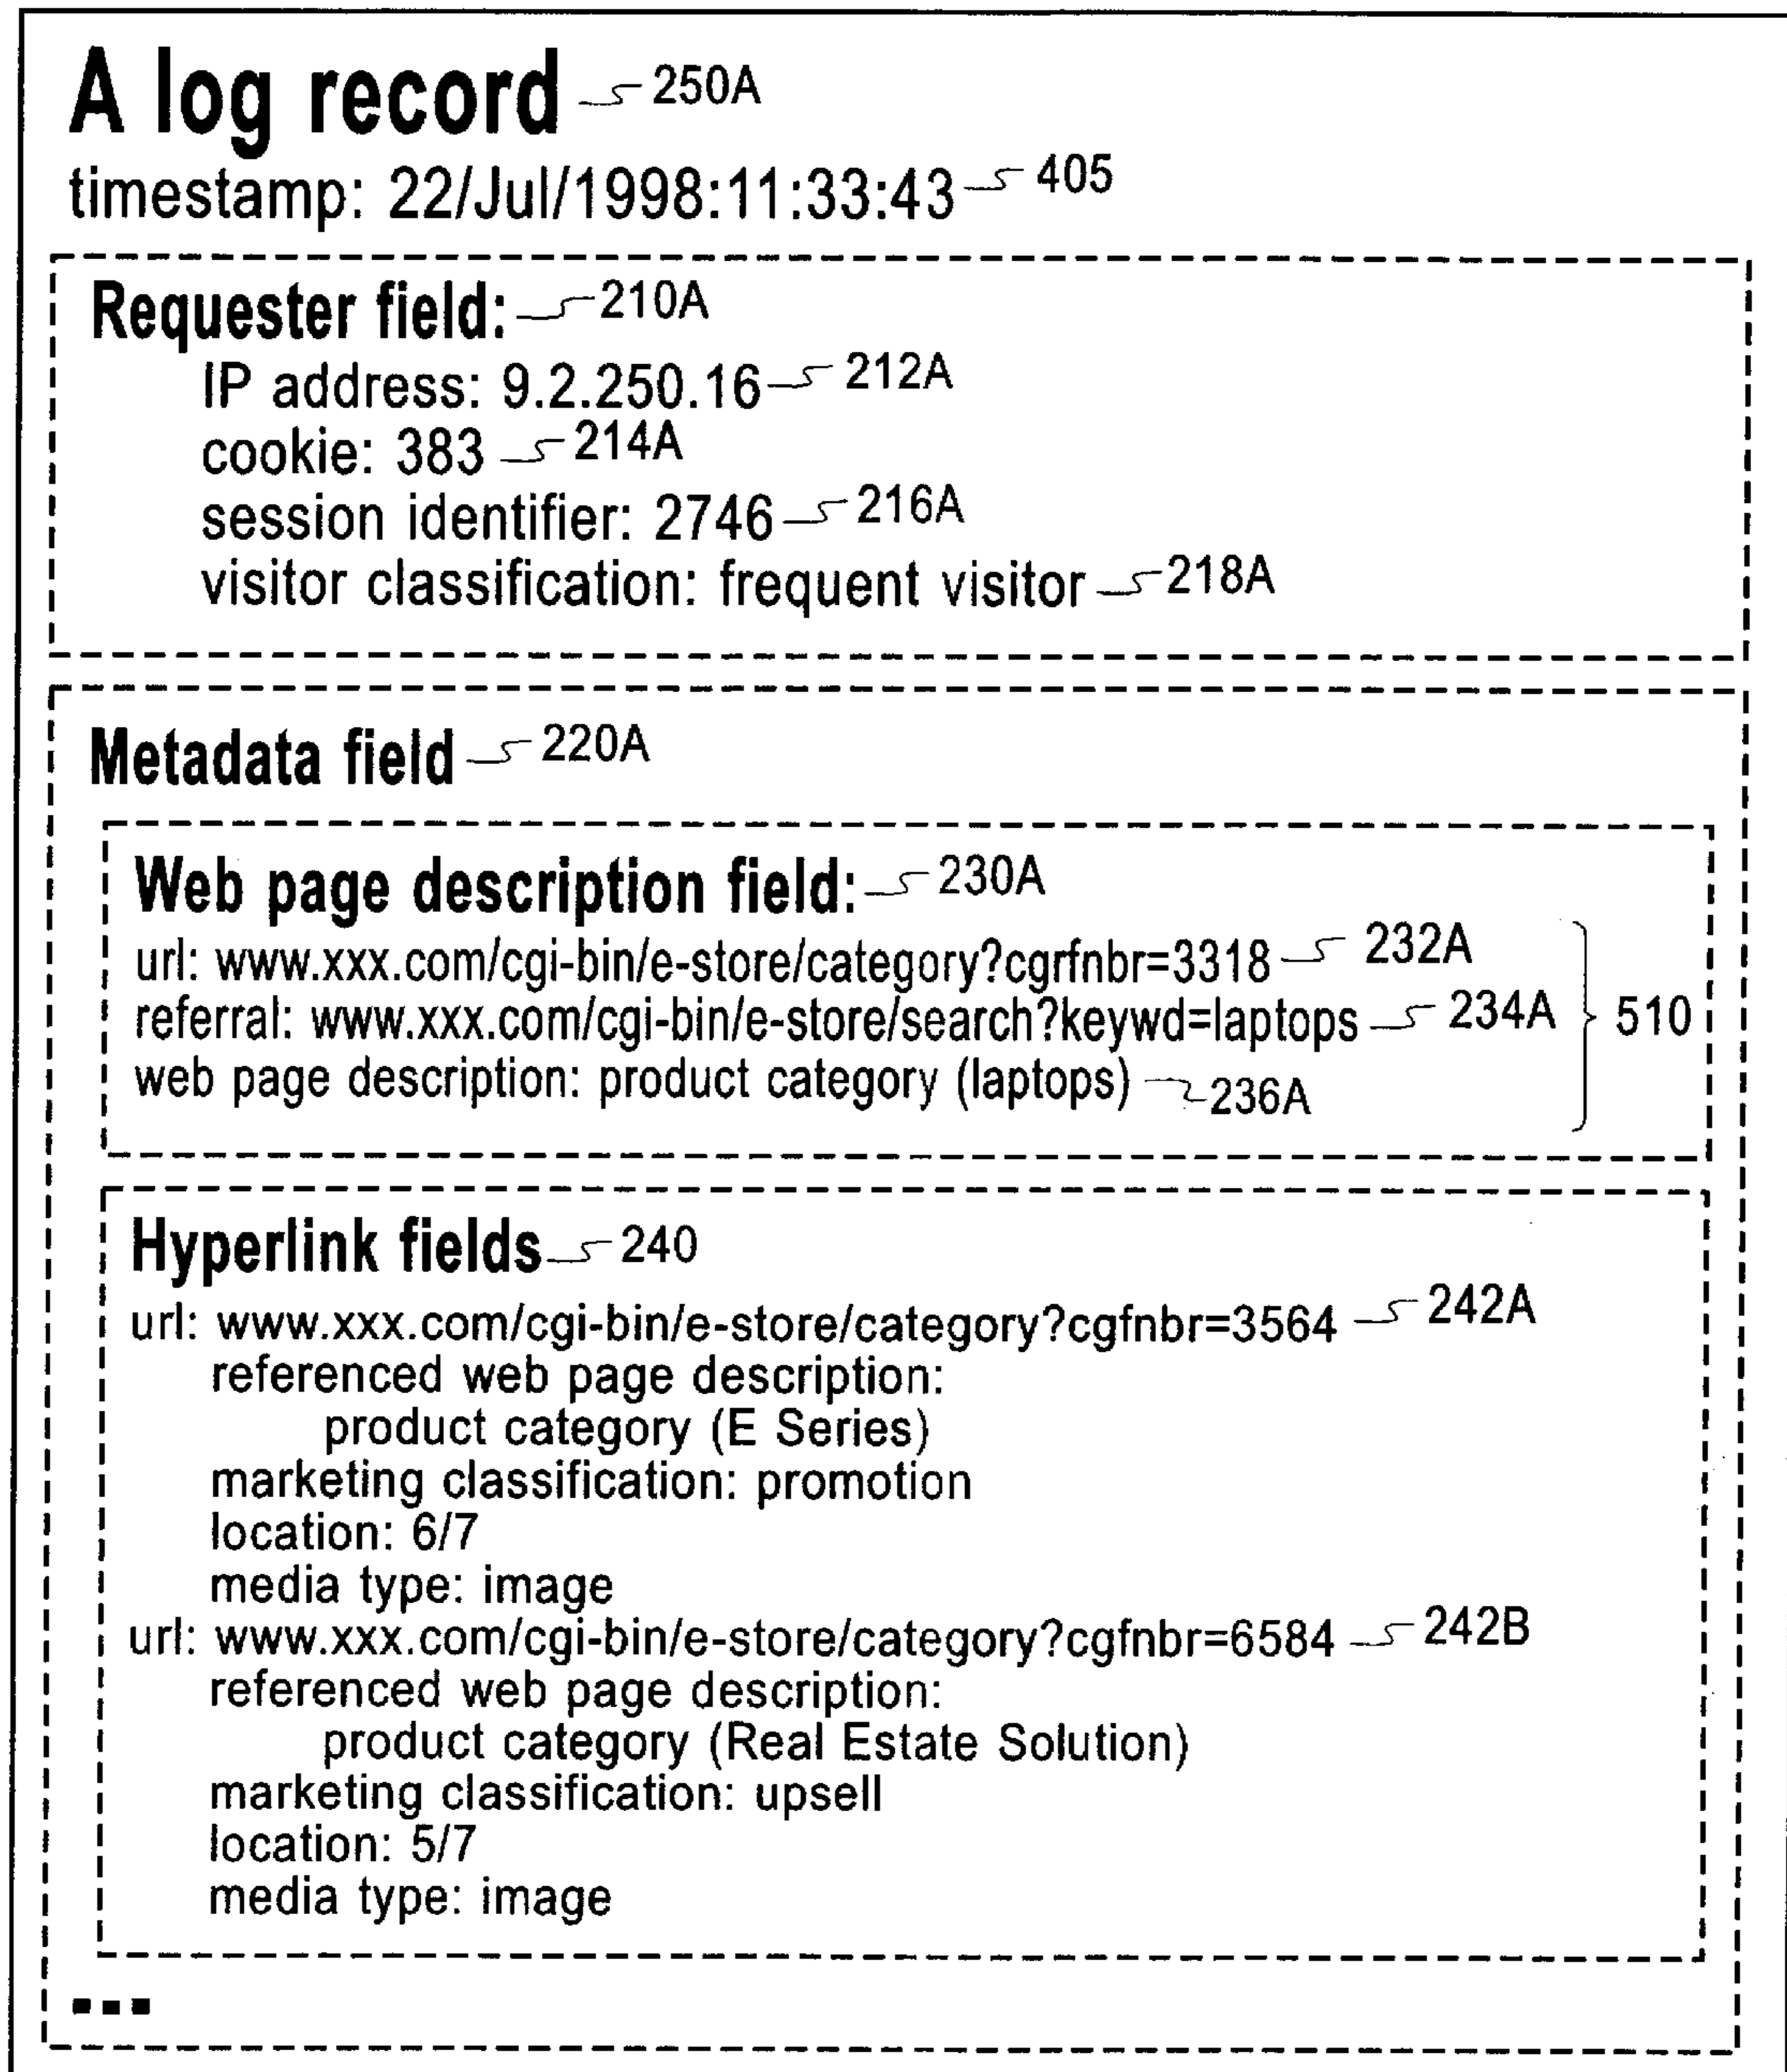 A log record 250A
timestamp: 22/Jul/1998:11:33:43 405
Requester field: 210A
IP address: 9.2.250.16 212A
cookie: 383 214A
session identifier: 2746 216A
visitor classification: frequent visitor 218A
Metadata field 220A
Web page description field: 230A
url: www.xxx.com/cgi-bin/e-store/category?cgrfnbr=3318 232A
referral: www.xxx.com/cgi-bin/e-store/search?keywd=laptops 234A 510
web page description: product category (laptops) 236A
Hyperlink fields 240
url: www.xxx.com/cgi-bin/e-store/category?cgfnbr=3564 242A
referenced web page description:
product category (E Series)
marketing classification: promotion
location: 6/7
media type: image
url: www.xxx.com/cgi-bin/e-store/category?cgfnbr=6584 242B
referenced web page description:
product category (Real Estate Solution)
marketing classification: upsell
location: 5/7
media type: image
...